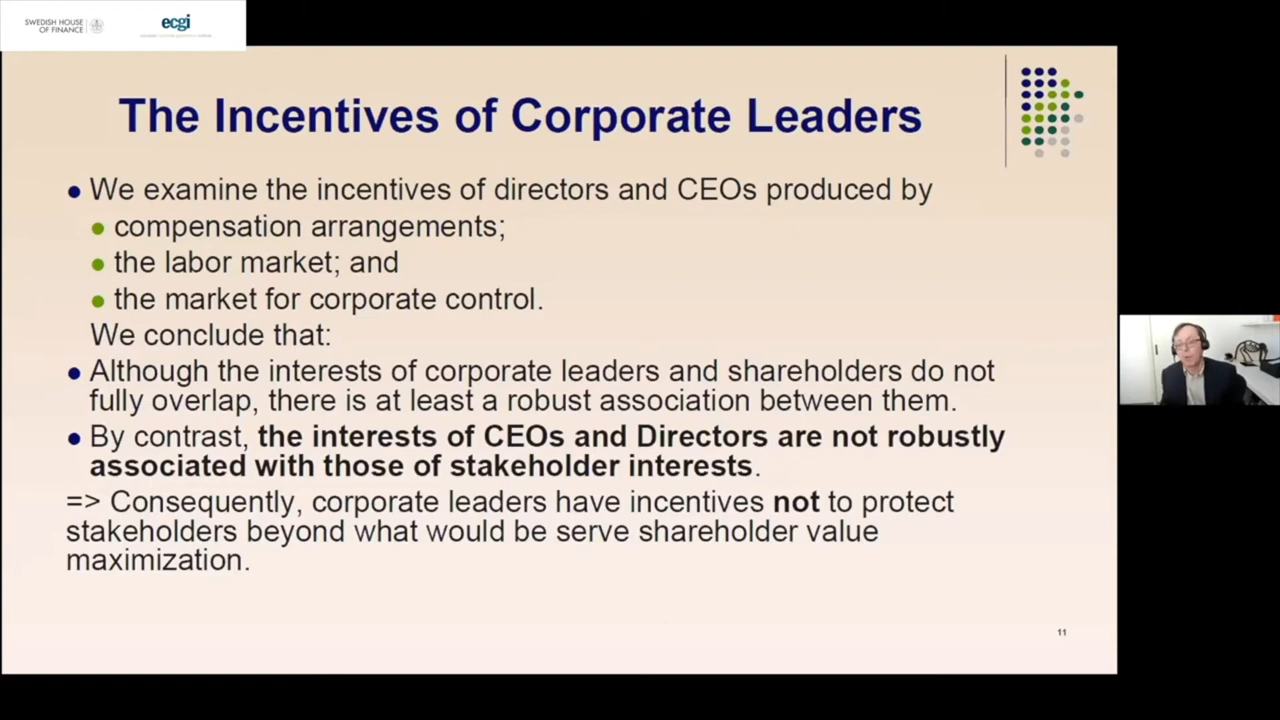 SWEDISH HOUSE
OF FINANCE
ecgi
The Incentives of Corporate Leaders
We examine the incentives of directors and CEOs produced by
compensation arrangements;
the labor market; and
the market for corporate control.
We conclude that:
Although the interests of corporate leaders and shareholders do not
fully overlap, there is at least a robust association between them.
By contrast, the interests of CEOs and Directors are not robustly
associated with those of stakeholder interests.
=> Consequently, corporate leaders have incentives not to protect
stakeholders beyond what would be serve shareholder value
maximization.
11